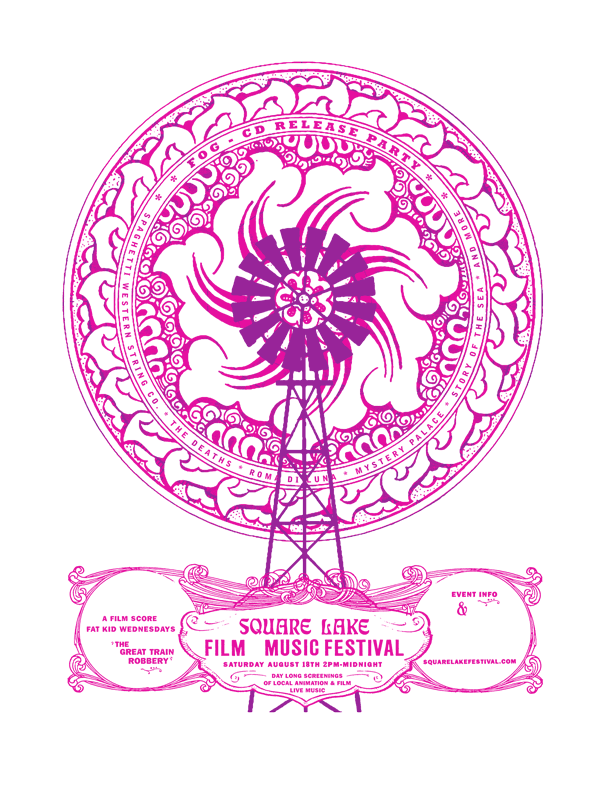 * * FOG - CD RELEASE PARTY * *
SPAGHETTI WESTERN STRING CO. * THE DEATHS * ROMA DI LUNA * MYSTERY PALACE * STORY OF THE SEA * AND MORE
A FILM SCORE
FAT KID WEDNESDAYS
"THE
GREAT TRAIN
ROBBERY"
SQUARE LAKE
FILM MUSIC FESTIVAL
SATURDAY AUGUST 18TH 2PM-MIDNIGHT
DAY LONG SCREENINGS
OF LOCAL ANIMATION & FILM
LIVE MUSIC
EVENT INFO
&
SQUARELAKEFESTIVAL.COM